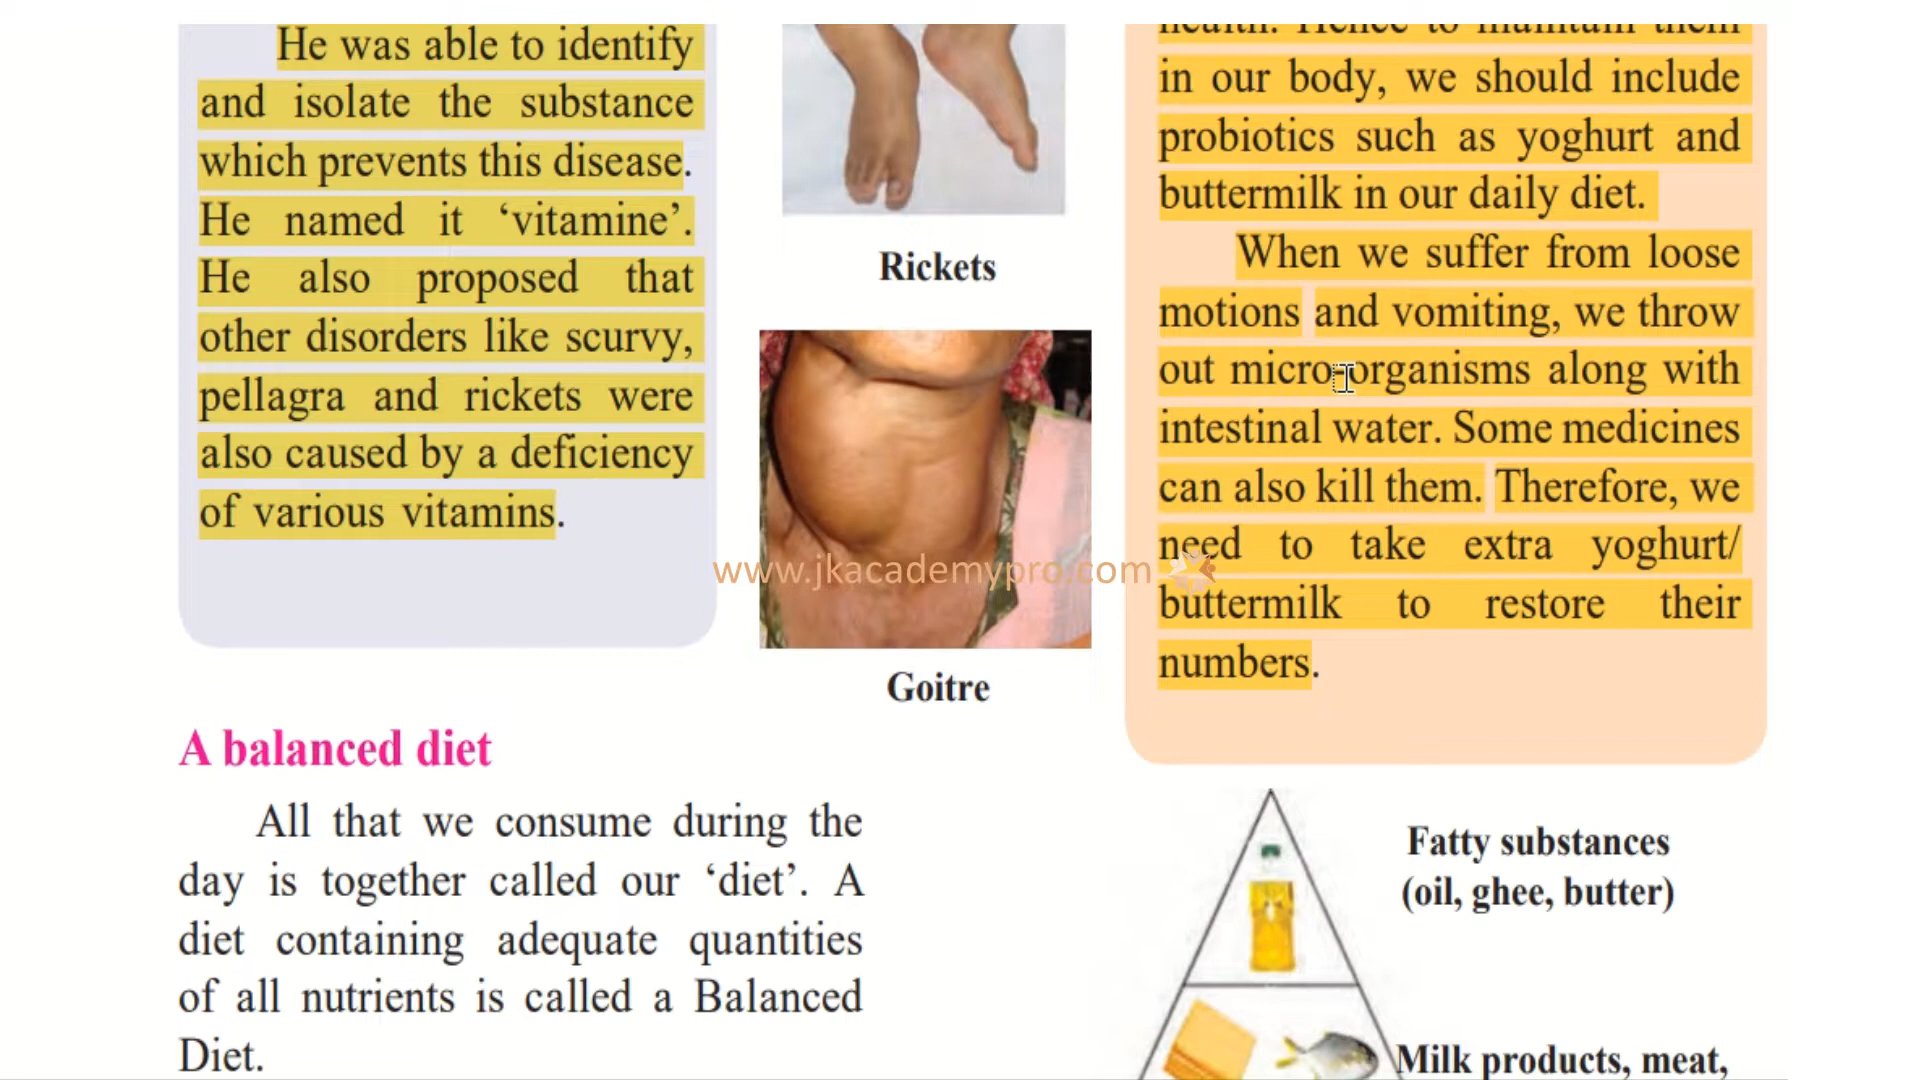 He was able to identify
and isolate the substance
which prevents this disease.
He named it ‘vitamine’.
He also proposed that
other disorders like scurvy,
pellagra and rickets were
also caused by a deficiency
of various vitamins.
Rickets
Goitre
health. Hence to maintain them
in our body, we should include
probiotics such as yoghurt and
buttermilk in our daily diet.
When we suffer from loose
motions and vomiting, we throw
out micro-organisms along with
intestinal water. Some medicines
can also kill them. Therefore, we
need to take extra yoghurt/
buttermilk to restore their
numbers.
www.jkacademypro.com
A balanced diet
All that we consume during the
day is together called our ‘diet’. A
diet containing adequate quantities
of all nutrients is called a Balanced
Diet.
Fatty substances
(oil, ghee, butter)
Milk products, meat,